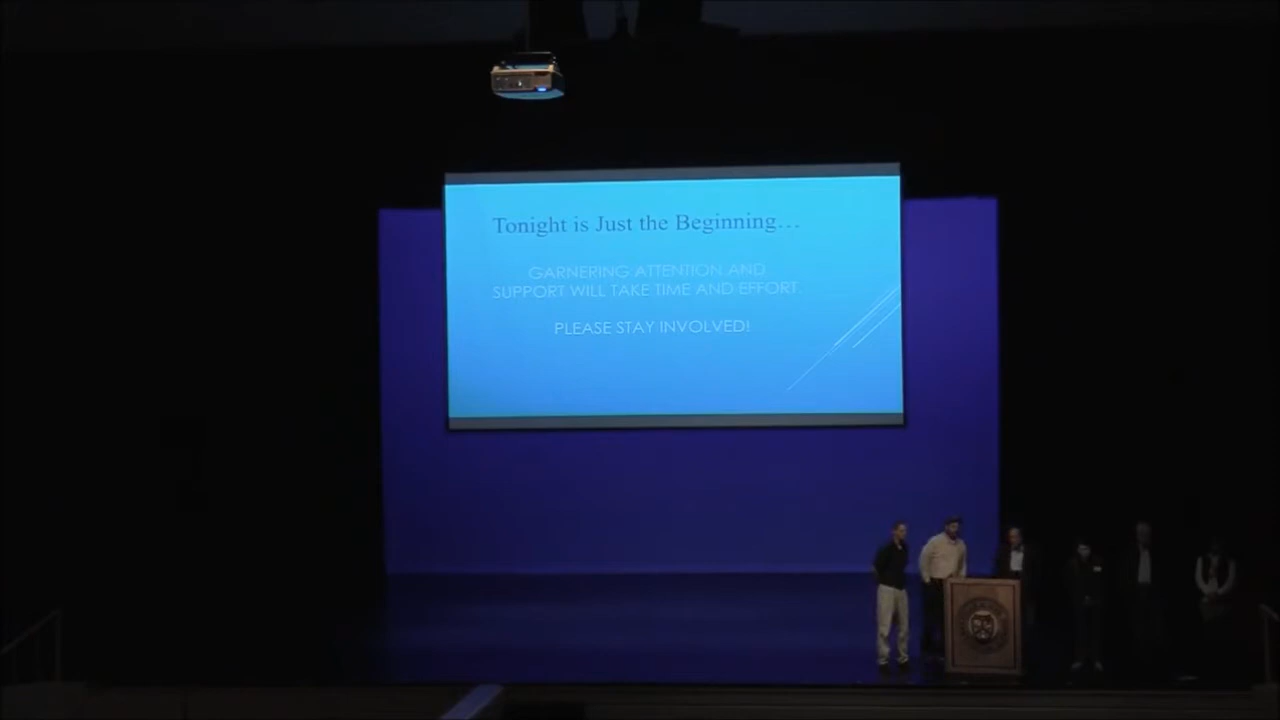 Tonight is Just the Beginning...
GARNERING ATTENTION AND
SUPPORT WILL TAKE TIME AND EFFORT.
PLEASE STAY INVOLVED!